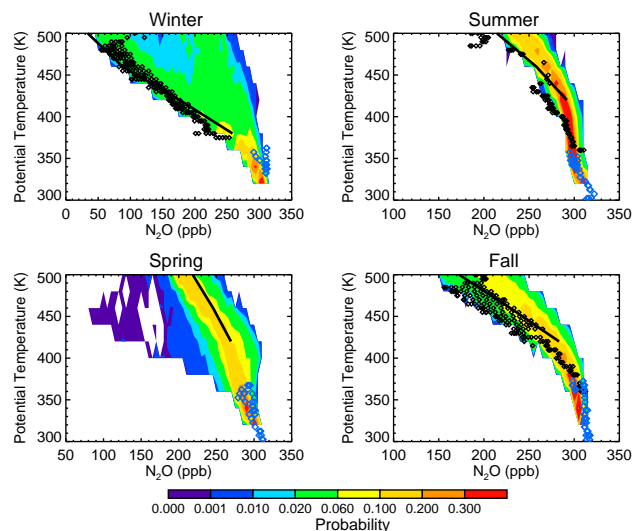 Winter
Summer
Potential Temperature (K)
500
450
400
350
300
0 50 100 150 200 250 300 350
N₂O (ppb)
Potential Temperature (K)
500
450
400
350
300
100 150 200 250 300 350
N₂O (ppb)
Spring
Fall
Potential Temperature (K)
500
450
400
350
300
50 100 150 200 250 300 350
N₂O (ppb)
Potential Temperature (K)
500
450
400
350
300
100 150 200 250 300 350
N₂O (ppb)
0.000 0.001 0.010 0.020 0.060 0.100 0.200 0.300
Probability